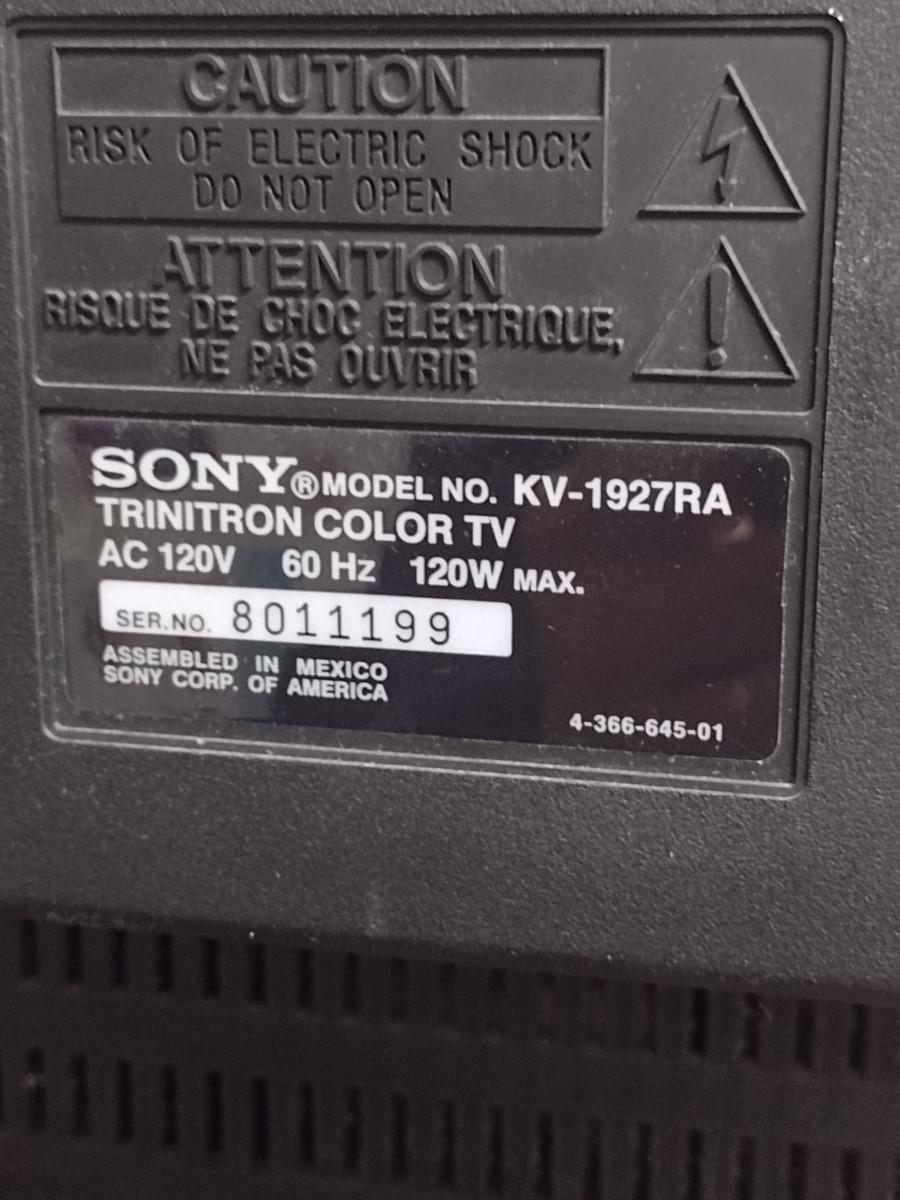 CAUTION
RISK OF ELECTRIC SHOCK
DO NOT OPEN
ATTENTION
RISQUE DE CHOC ELECTRIQUE,
NE PAS OUVRIR
SONY® MODEL NO. KV-1927RA
TRINITRON COLOR TV
AC 120V 60 Hz 120W MAX.
SER.NO. 8011199
ASSEMBLED IN MEXICO
SONY CORP. OF AMERICA
4-366-645-01